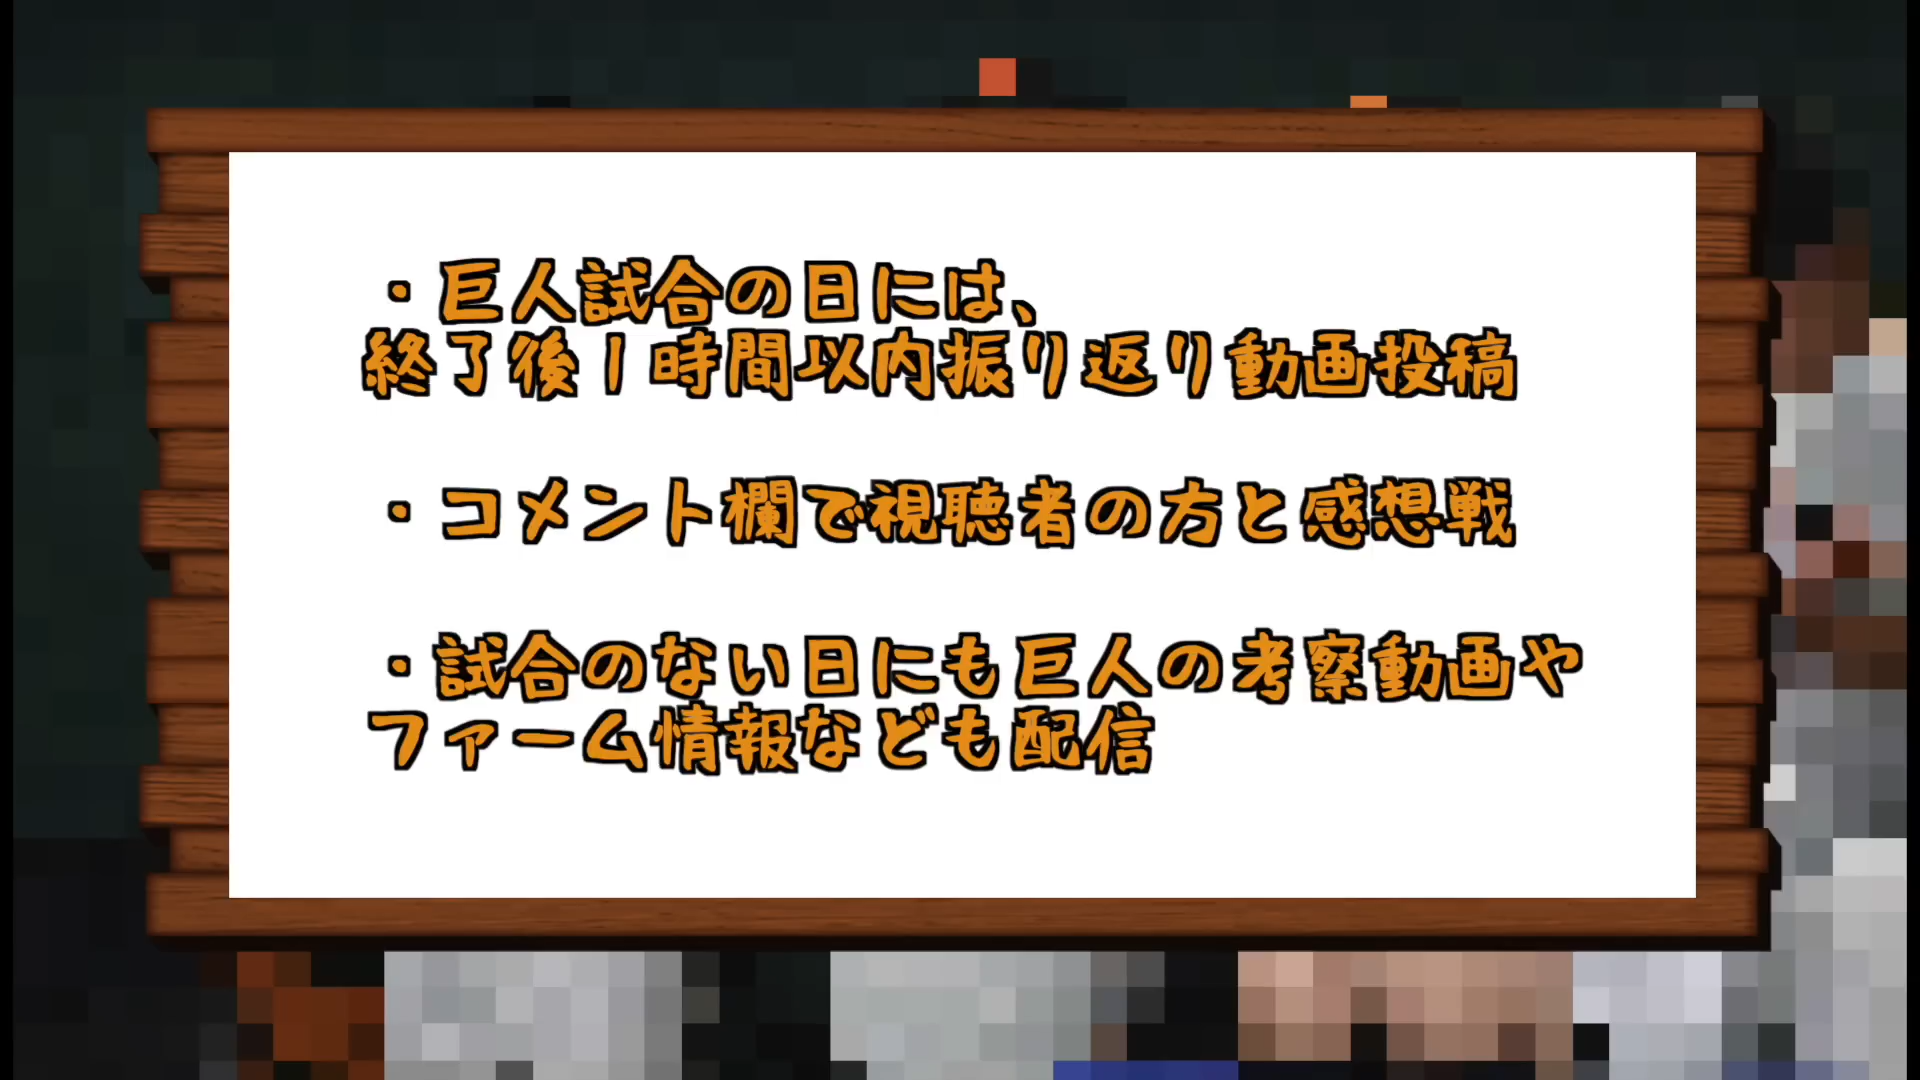 ・巨人試合の日には、
終了後1時間以内振り返り動画投稿
・コメント欄で視聴者の方と感想戦
・試合のない日にも巨人の考察動画や
ファーム情報なども配信